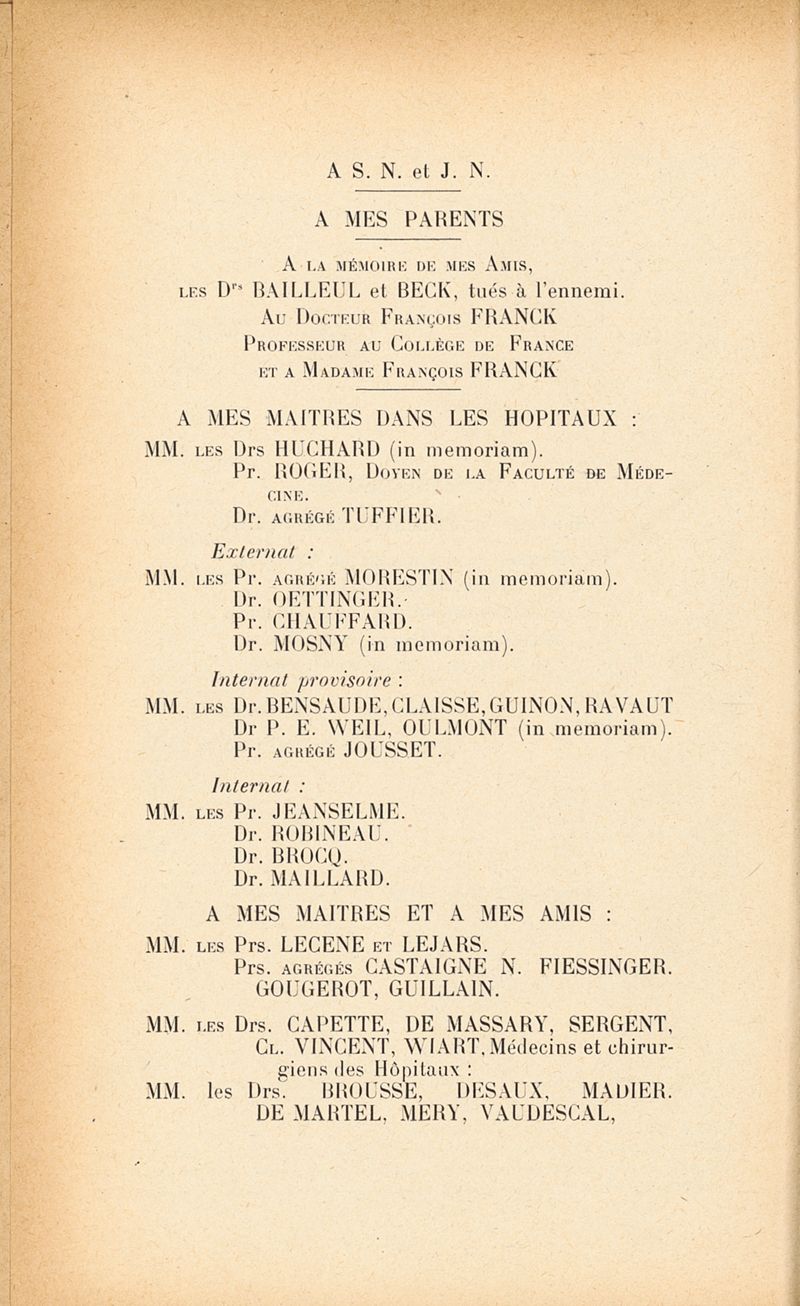 A S. N. et J. N.
A MES PARENTS
A LA MÉMOIRE DE MES AMIS,
LES Drs BAILLEUL et BECK, tués à l'ennemi.
AU DOCTEUR FRANÇOIS FRANCK
PROFESSEUR AU COLLÈGE DE FRANCE
ET A MADAME FRANÇOIS FRANCK
A MES MAITRES DANS LES HOPITAUX :
MM. LES Drs HUCHARD (in memoriam).
Pr. ROGER, DOYEN DE LA FACULTÉ DE MÉDE-
CINE.
Dr. AGRÉGÉ TUFFIER.
Externat :
MM. LES Pr. AGRÉGÉ MORESTIN (in memoriam).
Dr. OETTINGER.
Pr. CHAUFFARD.
Dr. MOSNY (in memoriam).
Internat provisoire :
MM. LES Dr. BENSAUDE, CLAISSE, GUINON, RAVAUT
Dr P. E. WEIL, OULMONT (in memoriam).
Pr. AGRÉGÉ JOUSSET.
Internat :
MM. LES Pr. JEANSELME.
Dr. ROBINEAU.
Dr. BROCQ.
Dr. MAILLARD.
A MES MAITRES ET A MES AMIS :
MM. LES Prs. LECENE ET LEJARS.
Prs. AGRÉGÉS CASTAIGNE N. FIESSINGER.
GOUGEROT, GUILLAIN.
MM. LES Drs. CAPETTE, DE MASSARY, SERGENT,
CL. VINCENT, WIART, Médecins et chirur-
giens des Hôpitaux :
MM. les Drs. BROUSSE, DESAUX, MADIER.
DE MARTEL, MERY, VAUDESCAL,